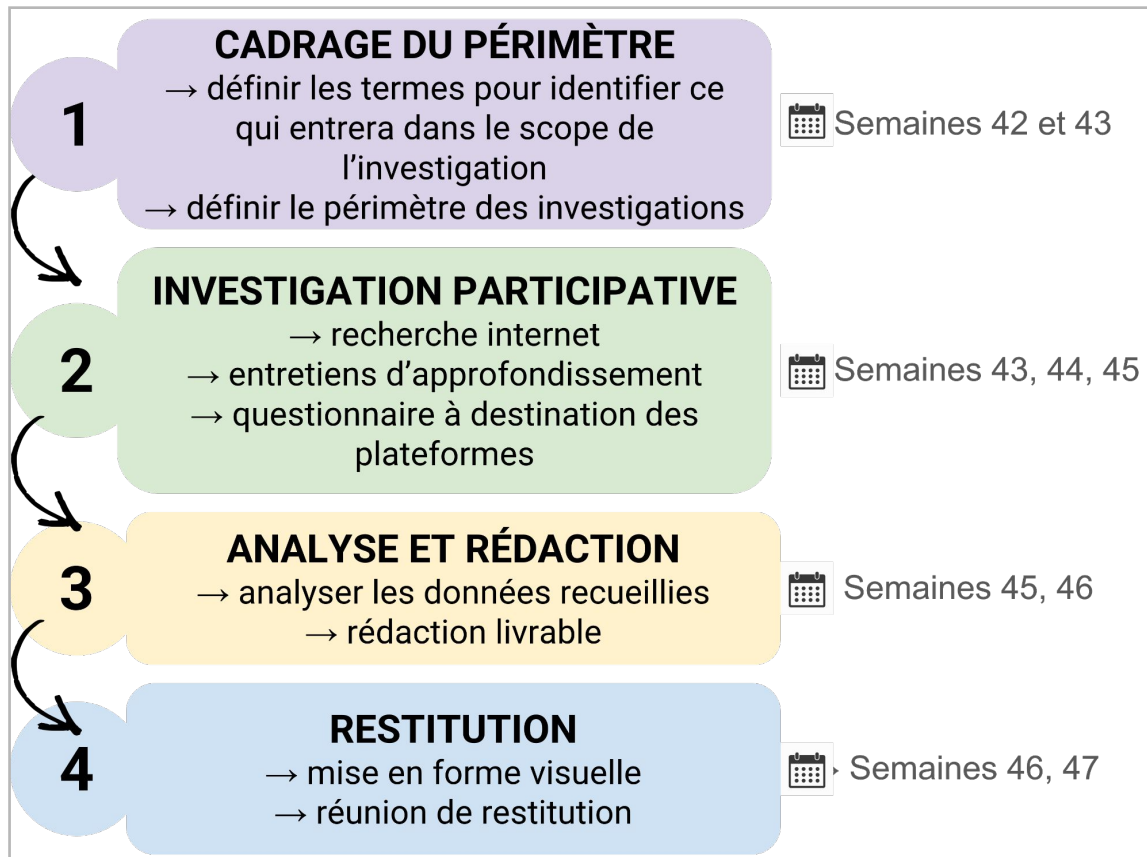 1
CADRAGE DU PÉRIMÈTRE
→ définir les termes pour identifier ce
qui entrera dans le scope de
l’investigation
→ définir le périmètre des investigations
Semaines 42 et 43
2
INVESTIGATION PARTICIPATIVE
→ recherche internet
→ entretiens d’approfondissement
→ questionnaire à destination des
plateformes
Semaines 43, 44, 45
3
ANALYSE ET RÉDACTION
→ analyser les données recueillies
→ rédaction livrable
Semaines 45, 46
4
RESTITUTION
→ mise en forme visuelle
→ réunion de restitution
Semaines 46, 47